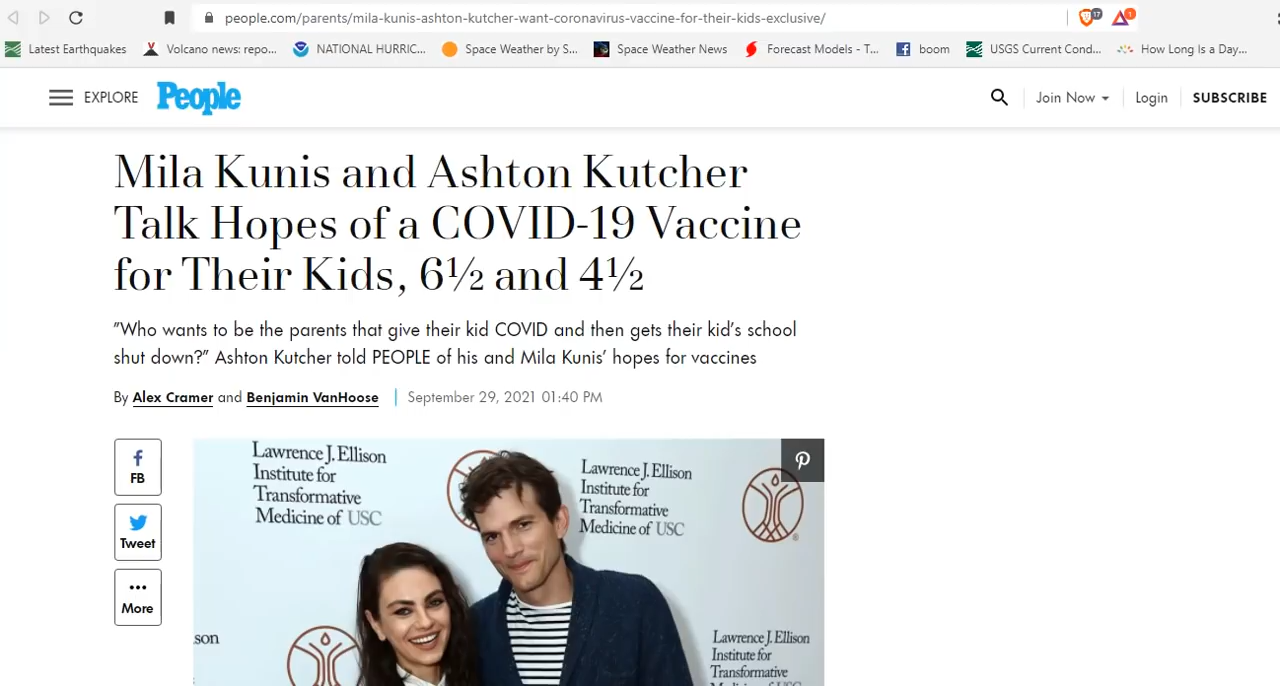 people.com/parents/mila-kunis-ashton-kutcher-want-coronavirus-vaccine-for-their-kids-exclusive/
17
1
Latest Earthquakes
Volcano news: repo...
NATIONAL HURRIC...
Space Weather by S...
Space Weather News
Forecast Models - T...
boom
USGS Current Cond...
How Long Is a Day...
EXPLORE
People
Join Now
Login
SUBSCRIBE
Mila Kunis and Ashton Kutcher
Talk Hopes of a COVID-19 Vaccine
for Their Kids, 6½ and 4½
"Who wants to be the parents that give their kid COVID and then gets their kid's school
shut down?" Ashton Kutcher told PEOPLE of his and Mila Kunis' hopes for vaccines
By Alex Cramer and Benjamin VanHoose | September 29, 2021 01:40 PM
FB
Tweet
More
Lawrence J. Ellison
Institute for
Transformative
Medicine of USC
Lawrence J. Ellison
Institute for
Transformative
Medicine of USC
son
Lawrence J. Ellison
Institute for
Transformative